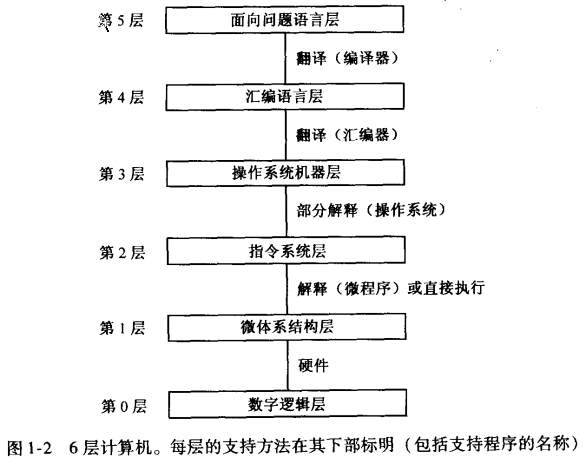 第5层 面向问题语言层
翻译（编译器）
第4层 汇编语言层
翻译（汇编器）
第3层 操作系统机器层
部分解释（操作系统）
第2层 指令系统层
解释（微程序）或直接执行
第1层 微体系结构层
硬件
第0层 数字逻辑层
图1-2 6层计算机。每层的支持方法在其下部标明（包括支持程序的名称）